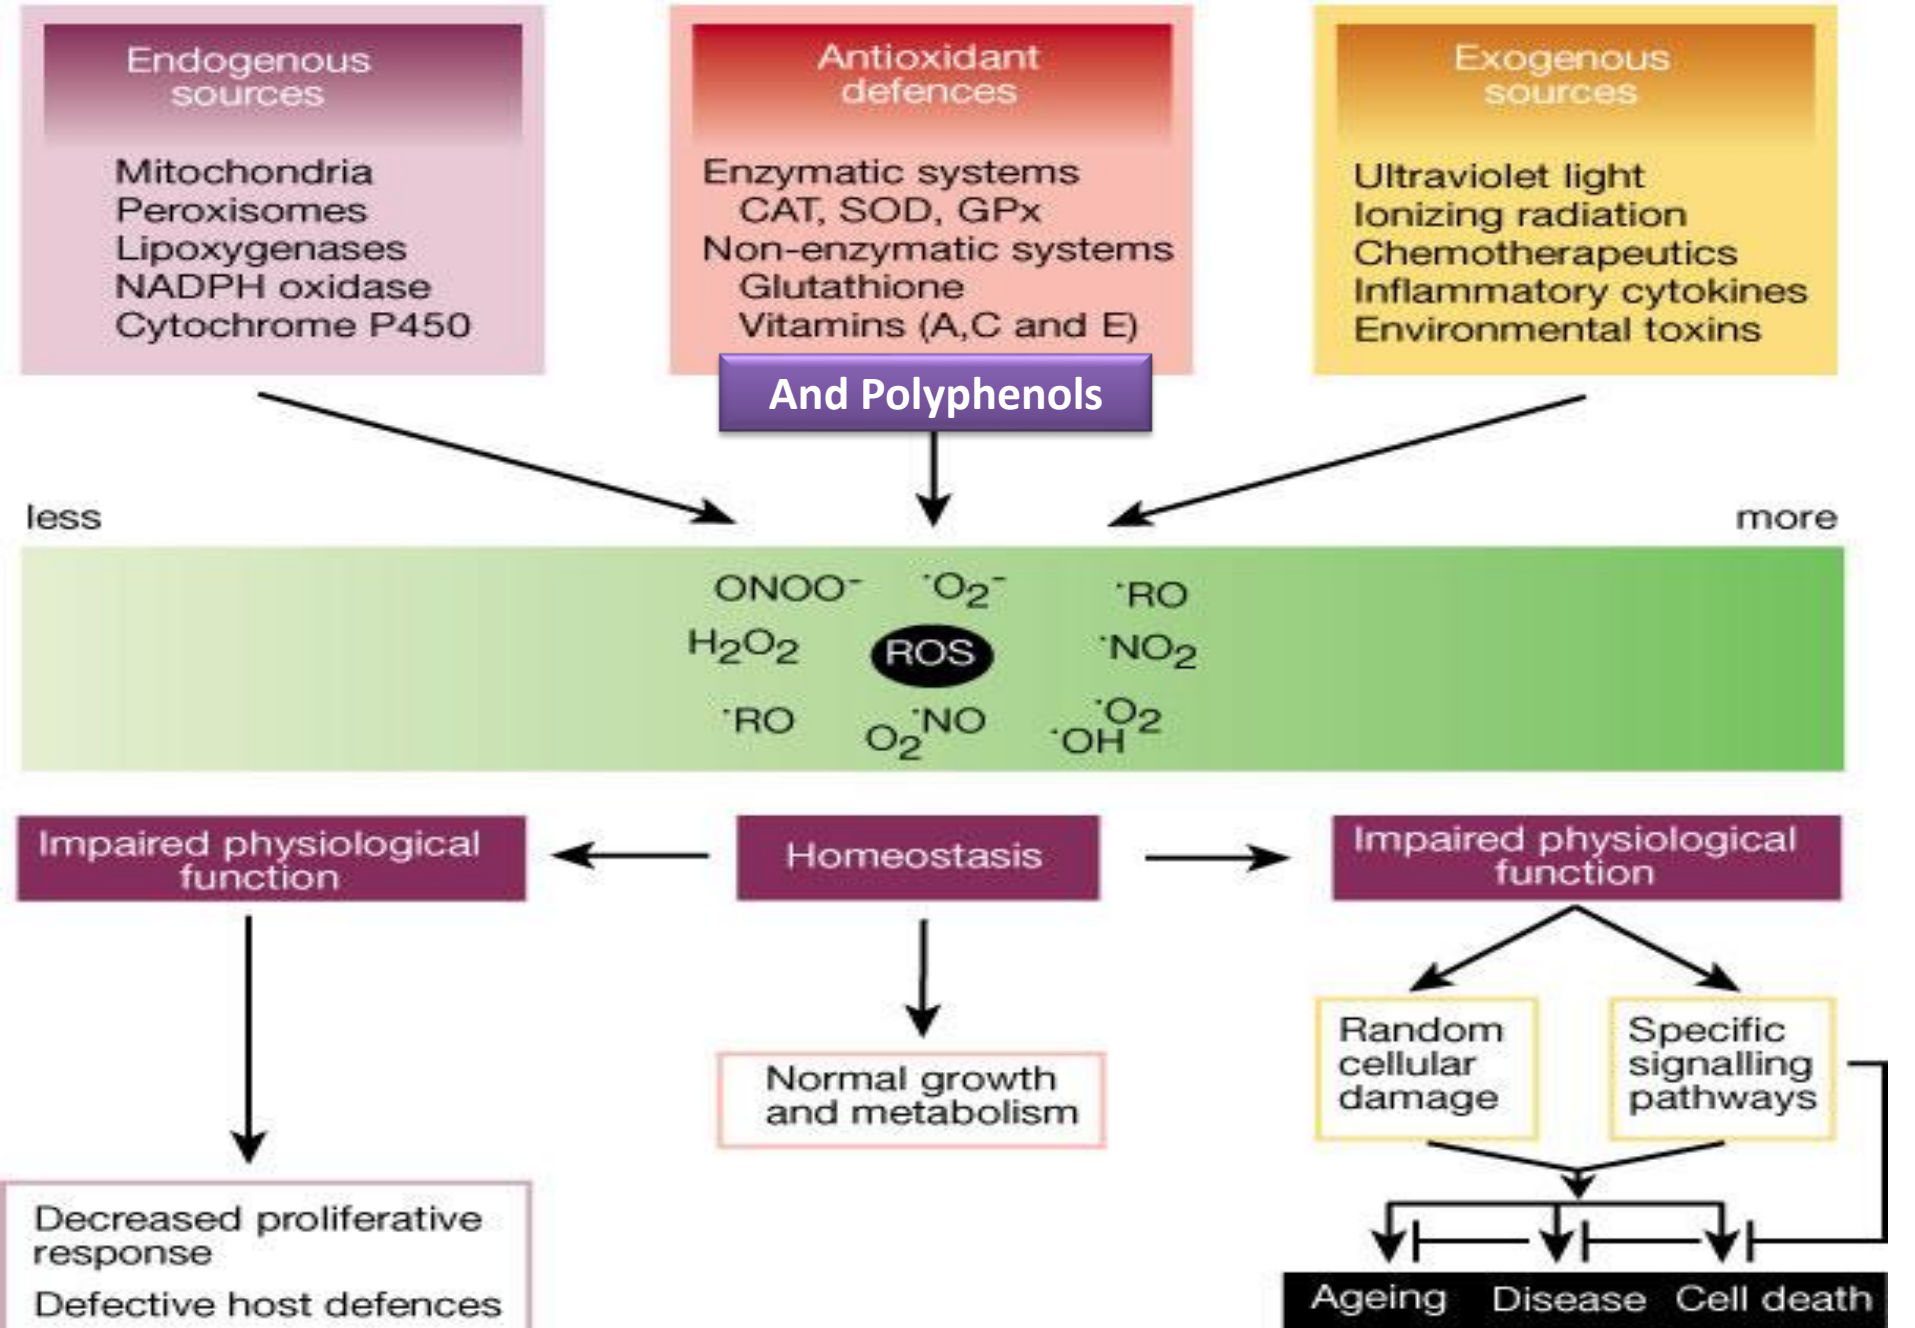 Endogenous
sources
Mitochondria
Peroxisomes
Lipoxygenases
NADPH oxidase
Cytochrome P450
Antioxidant
defences
Enzymatic systems
CAT, SOD, GPx
Non-enzymatic systems
Glutathione
Vitamins (A,C and E)
And Polyphenols
Exogenous
sources
Ultraviolet light
Ionizing radiation
Chemotherapeutics
Inflammatory cytokines
Environmental toxins
less
more
ONOO⁻ ˙O₂⁻ ˙RO
H₂O₂ ROS ˙NO₂
˙RO O₂ ˙NO ˙OH ˙O₂
Impaired physiological
function
Homeostasis
Impaired physiological
function
Random
cellular
damage
Specific
signalling
pathways
Normal growth
and metabolism
Decreased proliferative
response
Defective host defences
Ageing Disease Cell death